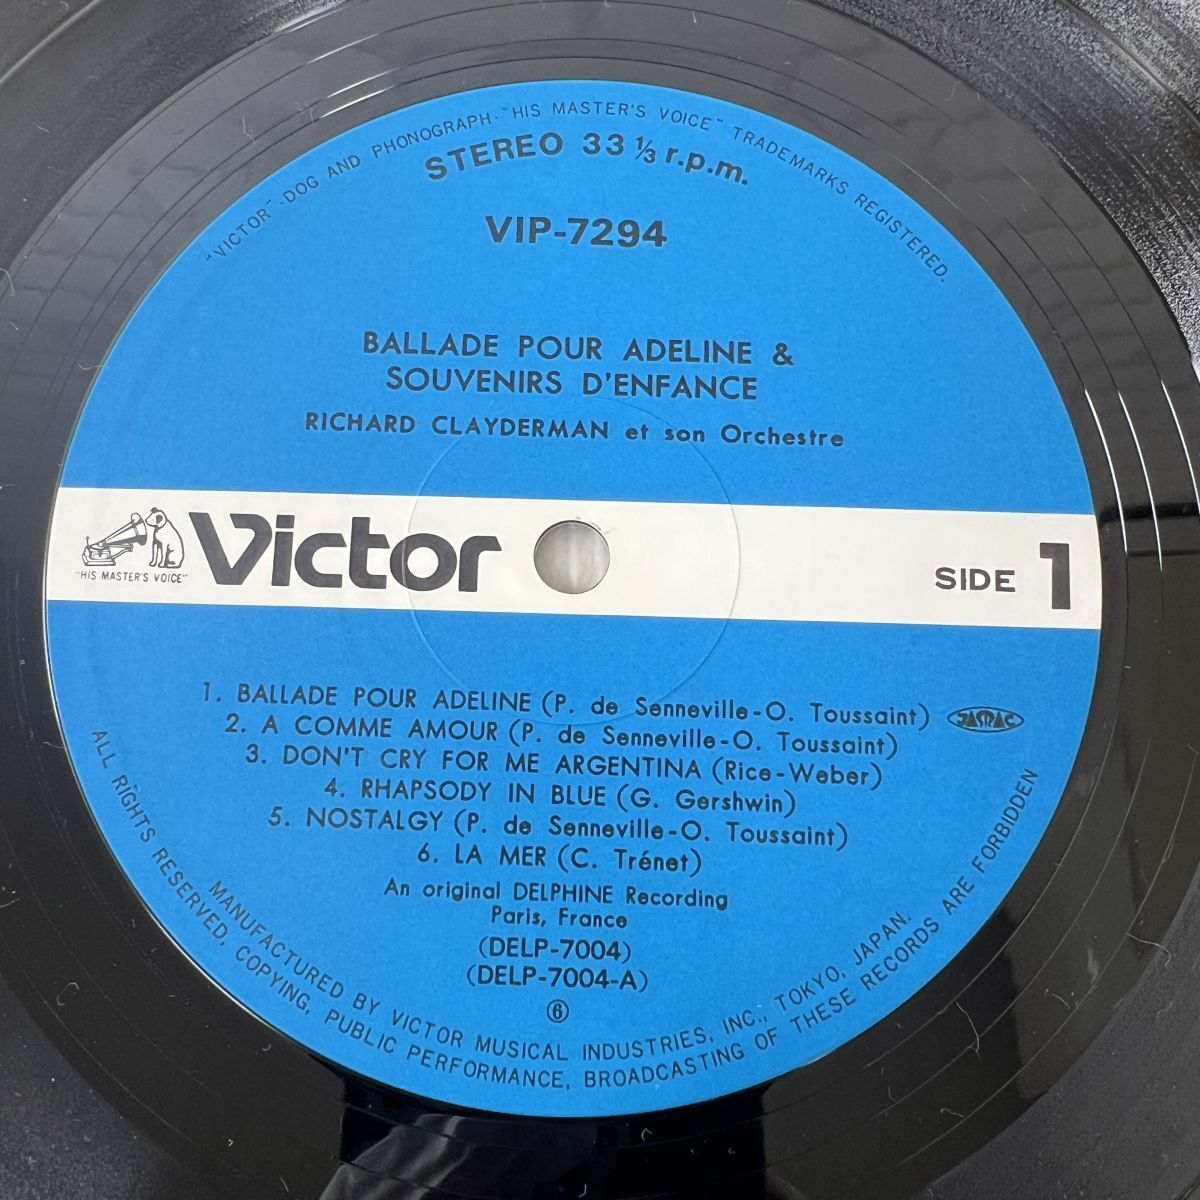 "VICTOR"-DOG AND PHONOGRAPH-"HIS MASTER'S VOICE" TRADEMARKS REGISTERED.
STEREO 33 ⅓ r.p.m.
VIP-7294
BALLADE POUR ADELINE &
SOUVENIRS D'ENFANCE
RICHARD CLAYDERMAN et son Orchestre
Victor
"HIS MASTER'S VOICE"
SIDE 1
1. BALLADE POUR ADELINE (P. de Senneville-O. Toussaint)
JASRAC
2. A COMME AMOUR (P. de Senneville-O. Toussaint)
3. DON'T CRY FOR ME ARGENTINA (Rice-Weber)
4. RHAPSODY IN BLUE (G. Gershwin)
5. NOSTALGY (P. de Senneville-O. Toussaint)
6. LA MER (C. Trénet)
An original DELPHINE Recording
Paris, France
(DELP-7004)
(DELP-7004-A)
⑥
MANUFACTURED BY VICTOR MUSICAL INDUSTRIES, INC., TOKYO, JAPAN.
ALL RIGHTS RESERVED. COPYING, PUBLIC PERFORMANCE, BROADCASTING OF THESE RECORDS ARE FORBIDDEN